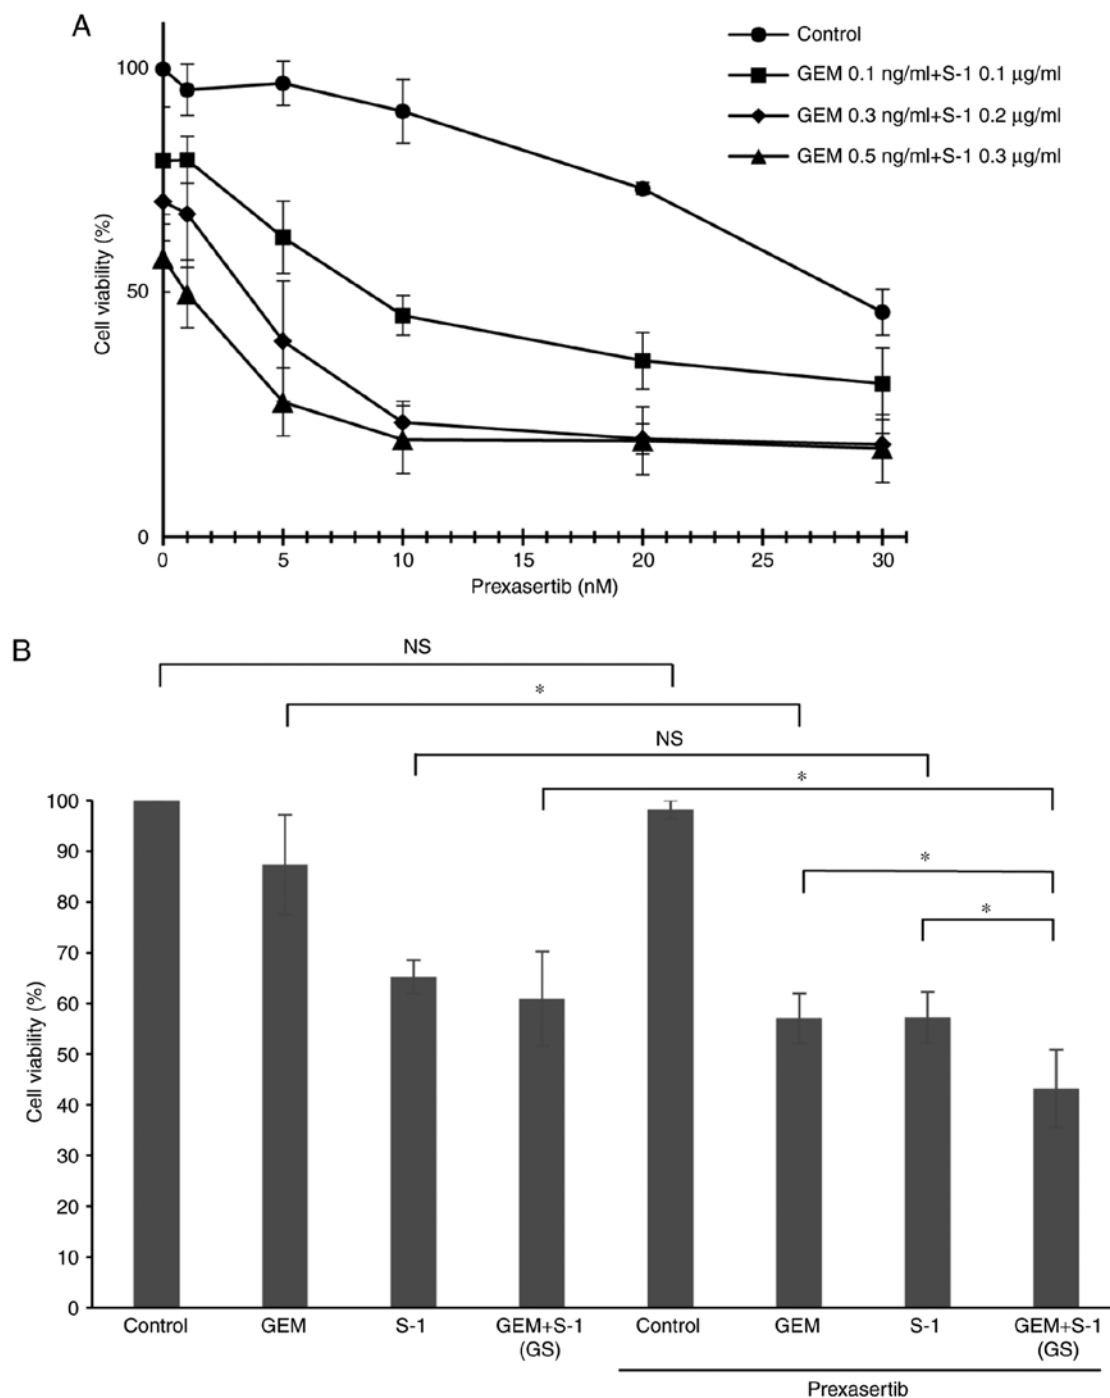 A
Control
GEM 0.1 ng/ml+S-1 0.1 µg/ml
GEM 0.3 ng/ml+S-1 0.2 µg/ml
GEM 0.5 ng/ml+S-1 0.3 µg/ml
100
50
0
Cell viability (%)
0 5 10 15 20 25 30
Prexasertib (nM)
B
NS
*
NS
*
*
*
100
90
80
70
60
50
40
30
20
10
0
Cell viability (%)
Control GEM S-1 GEM+S-1 Control GEM S-1 GEM+S-1
(GS) (GS)
Prexasertib